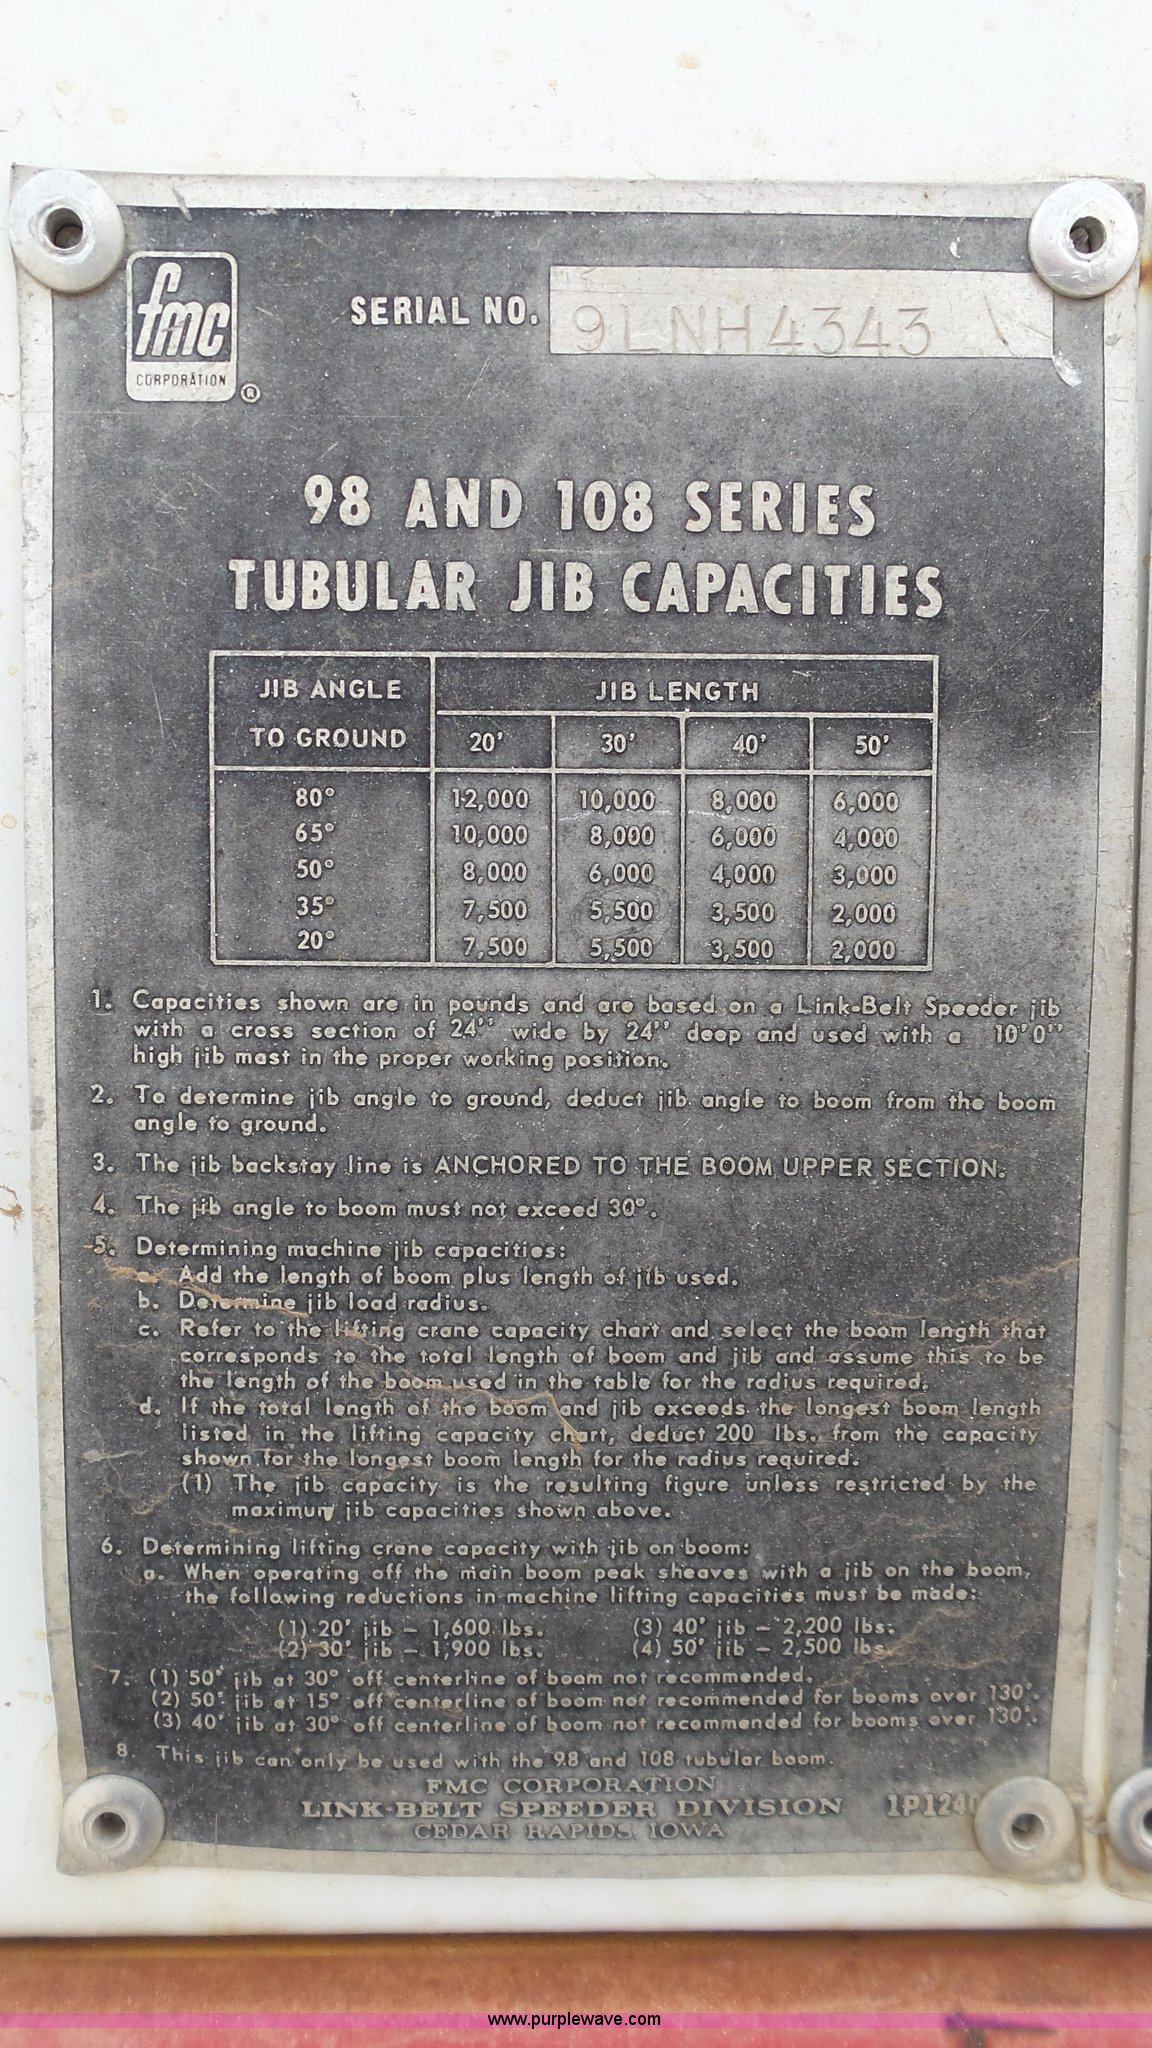 fmc
CORPORATION
®
SERIAL NO. 9LNH4343
98 AND 108 SERIES
TUBULAR JIB CAPACITIES
JIB ANGLE JIB LENGTH
TO GROUND 20' 30' 40' 50'
80° 12,000 10,000 8,000 6,000
65° 10,000 8,000 6,000 4,000
50° 8,000 6,000 4,000 3,000
35° 7,500 5,500 3,500 2,000
20° 7,500 5,500 3,500 2,000
1. Capacities shown are in pounds and are based on a Link-Belt Speeder jib
with a cross section of 24'' wide by 24'' deep and used with a 10'0''
high jib mast in the proper working position.
2. To determine jib angle to ground, deduct jib angle to boom from the boom
angle to ground.
3. The jib backstay line is ANCHORED TO THE BOOM UPPER SECTION.
4. The jib angle to boom must not exceed 30°.
5. Determining machine jib capacities:
a. Add the length of boom plus length of jib used.
b. Determine jib load radius.
c. Refer to the lifting crane capacity chart and select the boom length that
corresponds to the total length of boom and jib and assume this to be
the length of the boom used in the table for the radius required.
d. If the total length of the boom and jib exceeds the longest boom length
listed in the lifting capacity chart, deduct 200 lbs. from the capacity
shown for the longest boom length for the radius required.
(1) The jib capacity is the resulting figure unless restricted by the
maximum jib capacities shown above.
6. Determining lifting crane capacity with jib on boom:
a. When operating off the main boom peak sheaves with a jib on the boom,
the following reductions in machine lifting capacities must be made:
(1) 20' jib – 1,600 lbs. (3) 40' jib – 2,200 lbs.
(2) 30' jib – 1,900 lbs. (4) 50' jib – 2,500 lbs.
7. (1) 50' jib at 30° off centerline of boom not recommended.
(2) 50' jib at 15° off centerline of boom not recommended for booms over 130'.
(3) 40' jib at 30° off centerline of boom not recommended for booms over 130'.
8. This jib can only be used with the 98 and 108 tubular boom.
FMC CORPORATION
LINK-BELT SPEEDER DIVISION
CEDAR RAPIDS, IOWA
www.purplewave.com